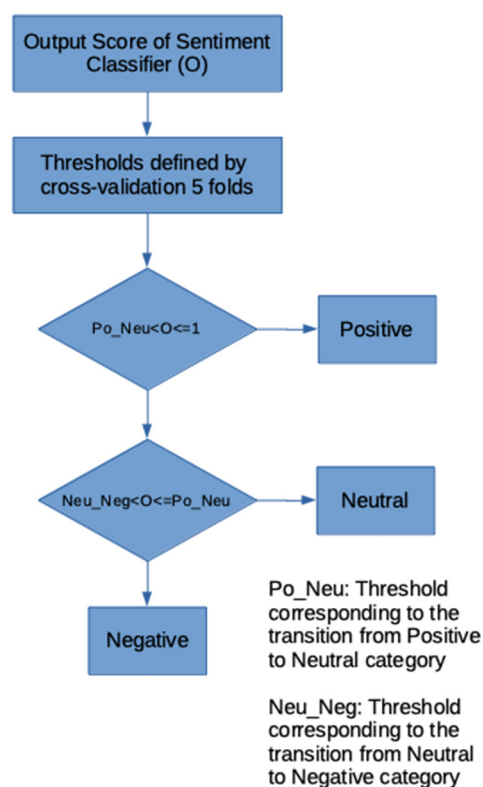 Output Score of Sentiment
Classifier (O)
Thresholds defined by
cross-validation 5 folds
Po_Neu<O<=1
Positive
Neu_Neg<O<=Po_Neu
Neutral
Negative
Po_Neu: Threshold
corresponding to the
transition from Positive
to Neutral category
Neu_Neg: Threshold
corresponding to the
transition from Neutral
to Negative category